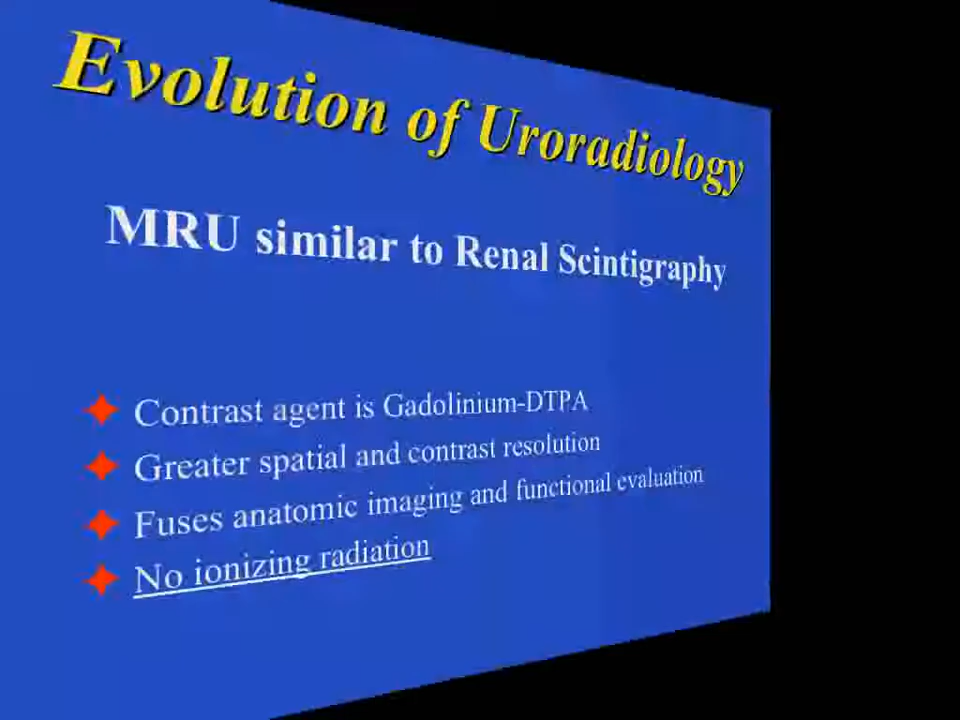 Evolution of Uroradiology
MRU similar to Renal Scintigraphy
Contrast agent is Gadolinium-DTPA
Greater spatial and contrast resolution
Fuses anatomic imaging and functional evaluation
No ionizing radiation